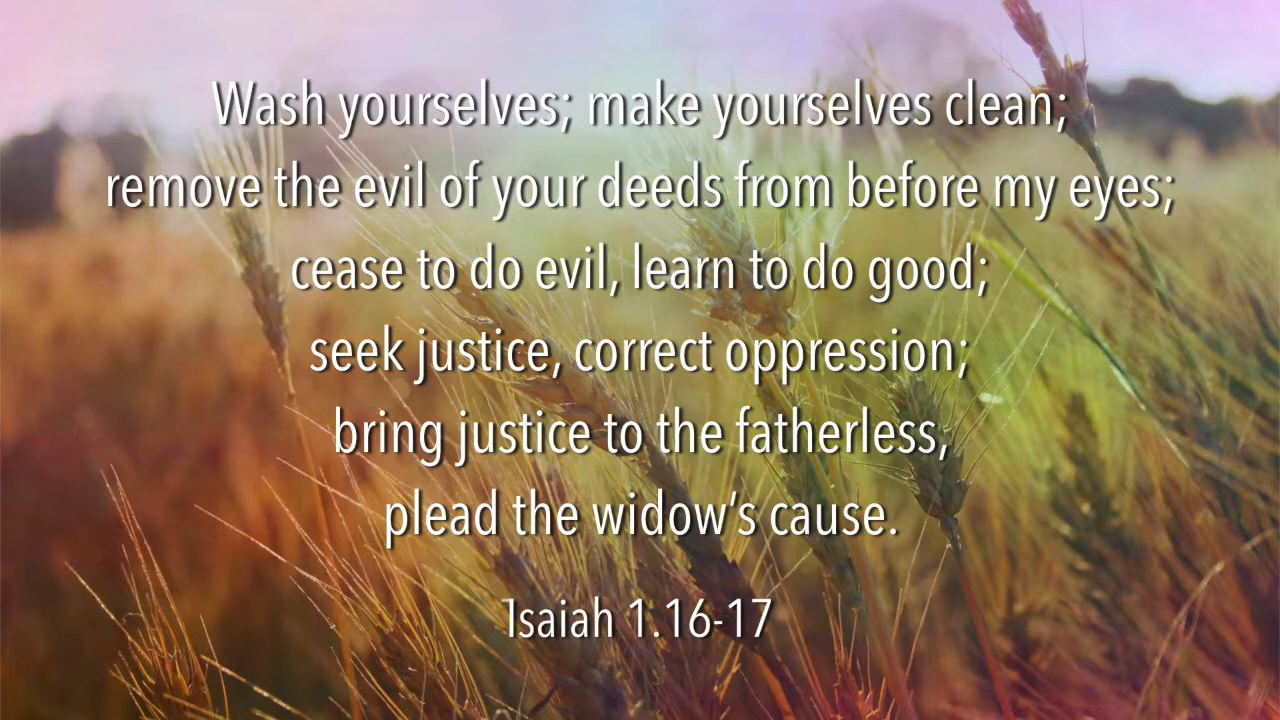 Wash yourselves; make yourselves clean;
remove the evil of your deeds from before my eyes;
cease to do evil, learn to do good;
seek justice, correct oppression;
bring justice to the fatherless,
plead the widow’s cause.
Isaiah 1.16-17